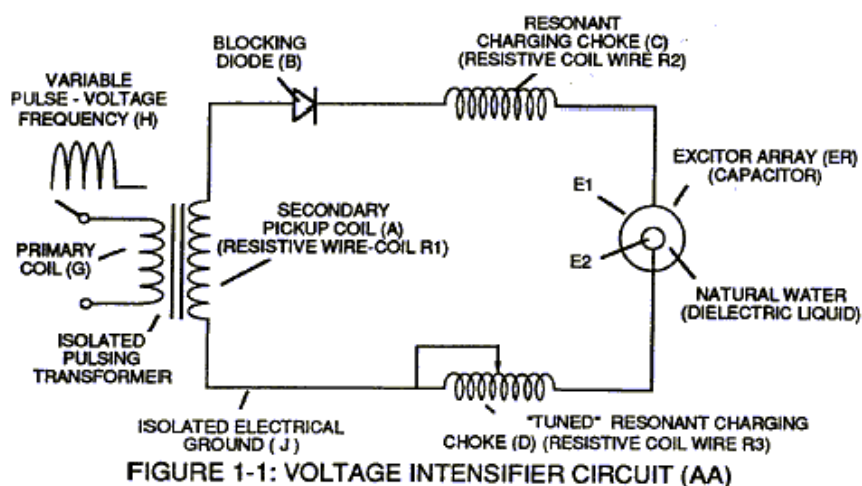 BLOCKING
DIODE (B)
RESONANT
CHARGING CHOKE (C)
(RESISTIVE COIL WIRE R2)
VARIABLE
PULSE - VOLTAGE
FREQUENCY (H)
EXCITOR ARRAY (ER)
(CAPACITOR)
E1
E2
SECONDARY
PICKUP COIL (A)
(RESISTIVE WIRE-COIL R1)
PRIMARY
COIL (G)
NATURAL WATER
(DIELECTRIC LIQUID)
ISOLATED
PULSING
TRANSFORMER
ISOLATED ELECTRICAL
GROUND ( J )
"TUNED" RESONANT CHARGING
CHOKE (D) (RESISTIVE COIL WIRE R3)
FIGURE 1-1: VOLTAGE INTENSIFIER CIRCUIT (AA)